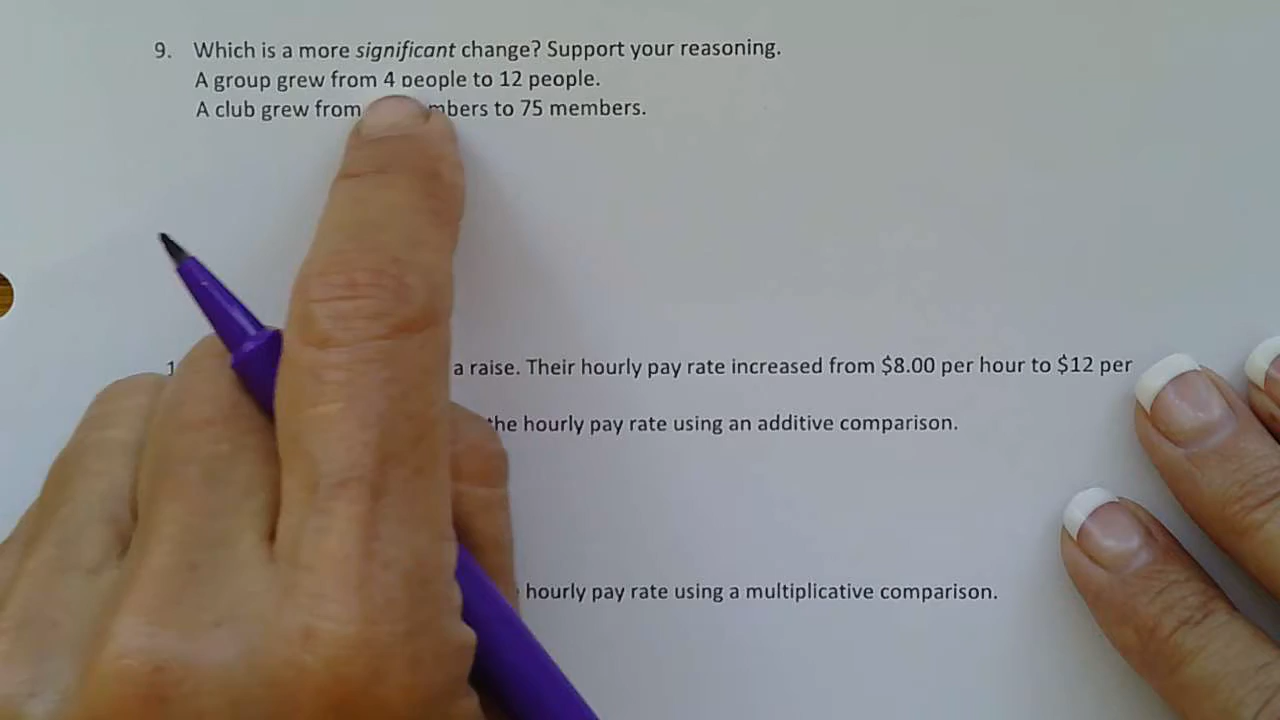 9. Which is a more significant change? Support your reasoning.
A group grew from 4 people to 12 people.
A club grew from mbers to 75 members.
1 a raise. Their hourly pay rate increased from $8.00 per hour to $12 per
the hourly pay rate using an additive comparison.
hourly pay rate using a multiplicative comparison.